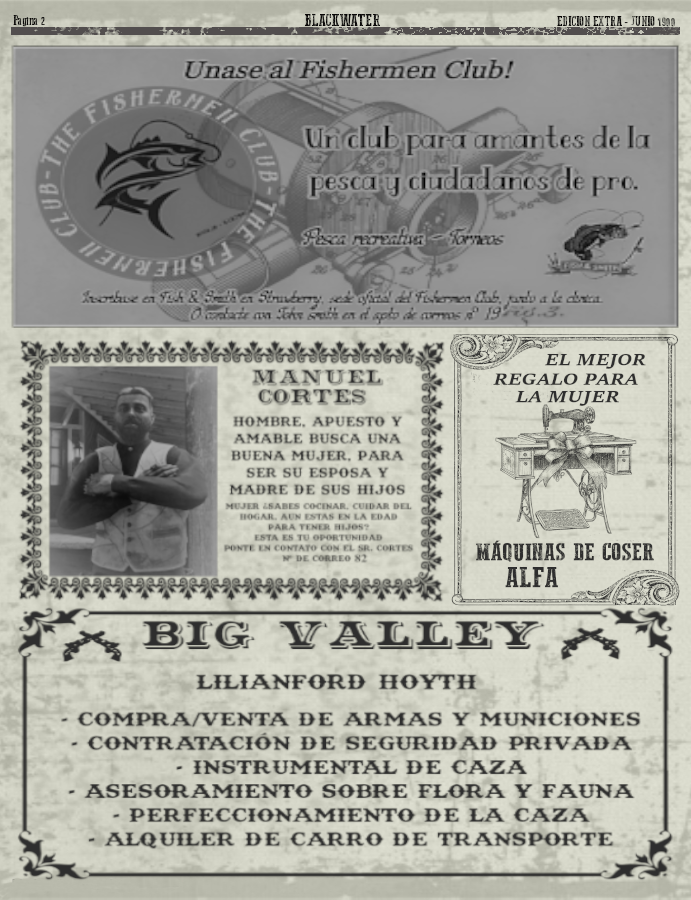 Pagina 2
BLACKWATER
EDICION EXTRA - JUNIO 1900
Unase al Fishermen Club!
THE FISHERMEN CLUB-THE FISHERMEN CLUB-
Un club para amantes de la
pesca y ciudadanos de pro.
Pesca recreativa - Torneos
FISH & SMITH
Inscribase en Fish & Smith en Strawberry, sede oficial del Fishermen Club, junto a la clinica.
O contacte con John smith en el apto de correos nº 19
MANUEL
CORTES
HOMBRE, APUESTO Y
AMABLE BUSCA UNA
BUENA MUJER, PARA
SER SU ESPOSA Y
MADRE DE SUS HIJOS
MUJER ¿SABES COCINAR, CUIDAR DEL
HOGAR, AUN ESTAS EN LA EDAD
PARA TENER HIJOS?
ESTA ES TU OPORTUNIDAD
PONTE EN CONTATO CON EL SR. CORTES
Nº DE CORREO 82
EL MEJOR
REGALO PARA
LA MUJER
MÁQUINAS DE COSER
ALFA
BIG VALLEY
LILIANFORD HOYTH
- COMPRA/VENTA DE ARMAS Y MUNICIONES
- CONTRATACIÓN DE SEGURIDAD PRIVADA
- INSTRUMENTAL DE CAZA
- ASESORAMIENTO SOBRE FLORA Y FAUNA
- PERFECCIONAMIENTO DE LA CAZA
- ALQUILER DE CARRO DE TRANSPORTE